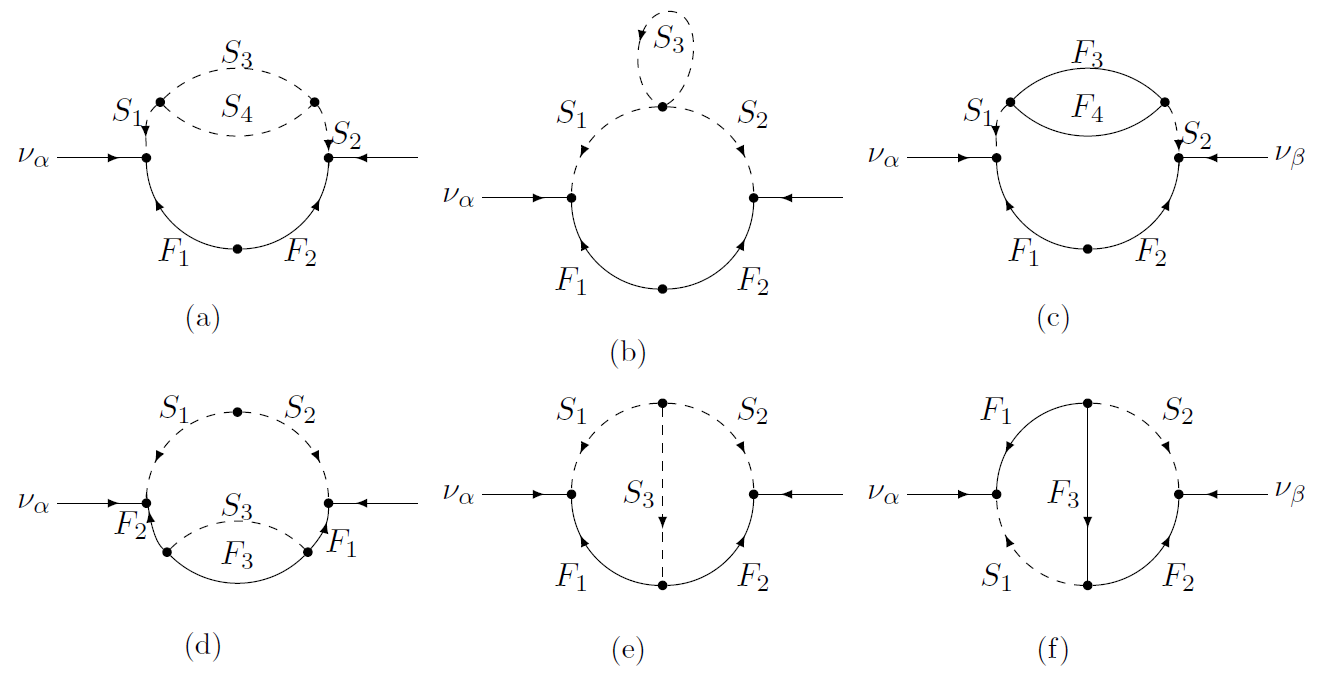 S₃
S₁ S₄ S₂
να
F₁ F₂
(a)
S₃
S₁ S₂
να
F₁ F₂
(b)
F₃
S₁ F₄ S₂
να νβ
F₁ F₂
(c)
S₁ S₂
να
F₂ S₃ F₁
F₃
(d)
S₁ S₂
να S₃
F₁ F₂
(e)
F₁ S₂
να F₃ νβ
S₁ F₂
(f)